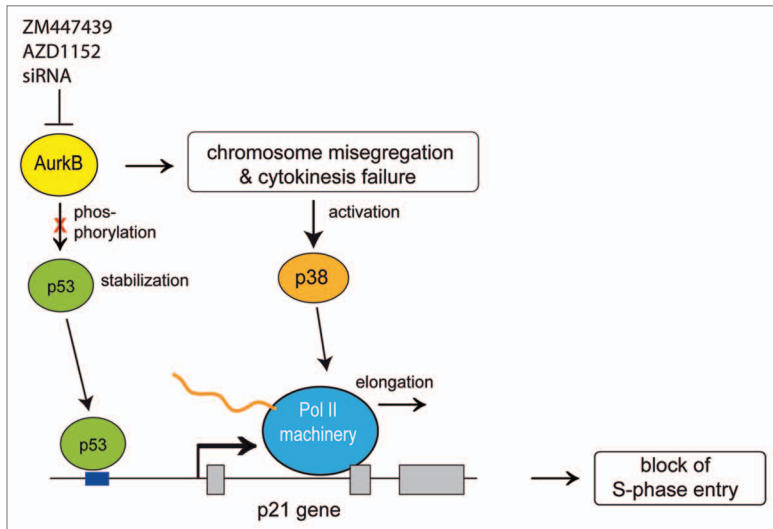 ZM447439
AZD1152
siRNA
AurkB
chromosome misegregation
& cytokinesis failure
phos-
phorylation
activation
p53
stabilization
p38
elongation
Pol II
machinery
p53
p21 gene
block of
S-phase entry